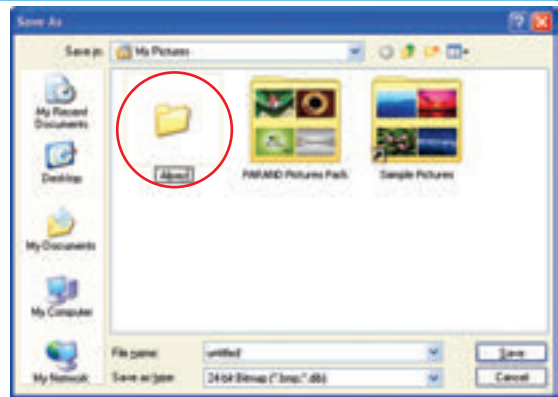 Save As
Save in:
My Pictures
My Recent
Documents
Desktop
My Documents
My Computer
My Network
PARAND Pictures Pack
Sample Pictures
File name:
untitled
Save
Save as type:
24-bit Bitmap (*.bmp;*.dib)
Cancel